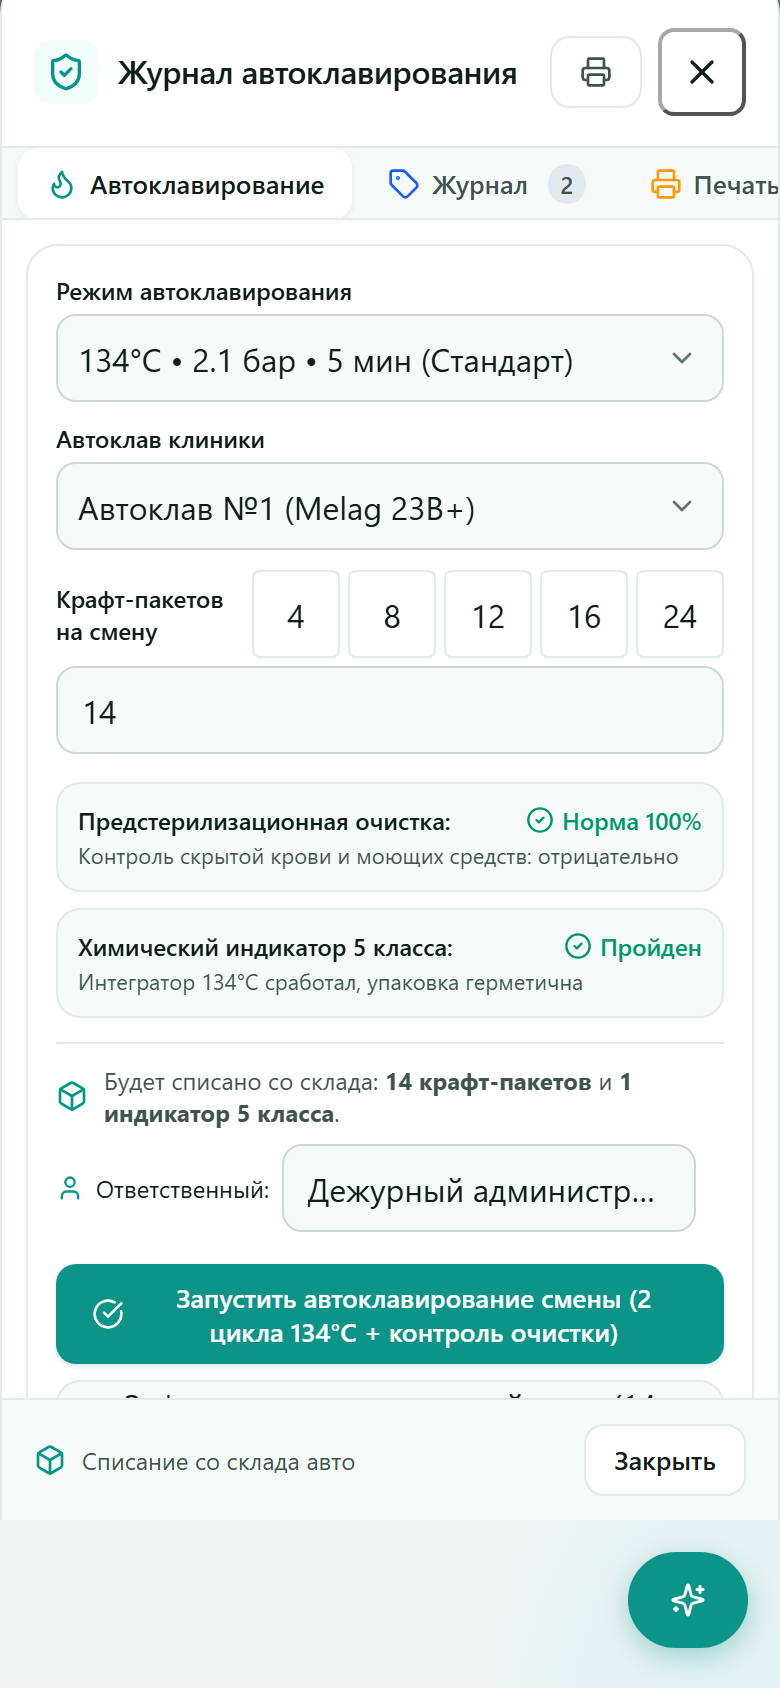 Журнал автоклавирования
Автоклавирование
Журнал 2
Печать
Режим автоклавирования
134°C • 2.1 бар • 5 мин (Стандарт)
Автоклав клиники
Автоклав №1 (Melag 23B+)
Крафт-пакетов
на смену
4 8 12 16 24
14
Предстерилизационная очистка: Норма 100%
Контроль скрытой крови и моющих средств: отрицательно
Химический индикатор 5 класса: Пройден
Интегратор 134°C сработал, упаковка герметична
Будет списано со склада: 14 крафт-пакетов и 1
индикатор 5 класса.
Ответственный: Дежурный администр...
Запустить автоклавирование смены (2
цикла 134°C + контроль очистки)
Списание со склада авто
Закрыть